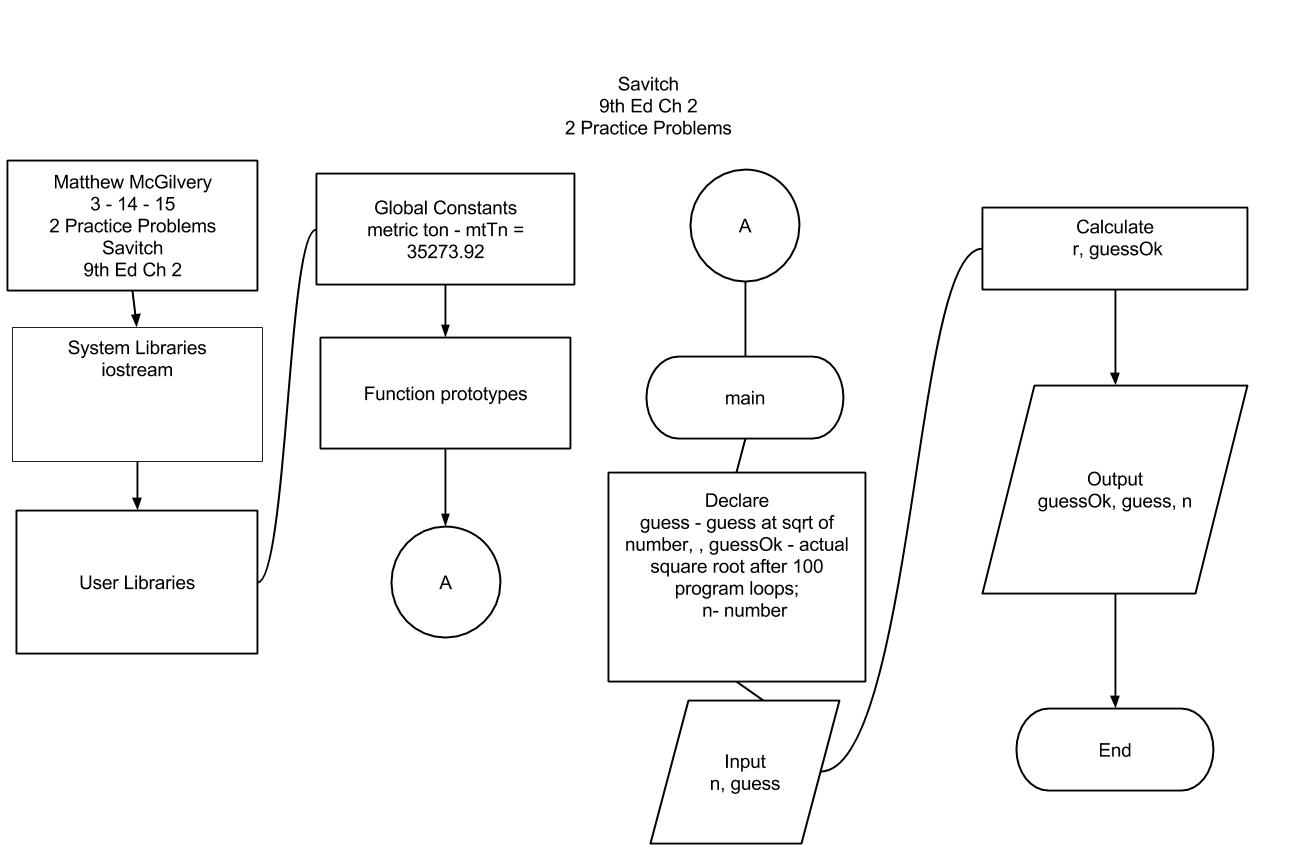 Savitch
9th Ed Ch 2
2 Practice Problems
Matthew McGilvery
3 - 14 - 15
2 Practice Problems
Savitch
9th Ed Ch 2
System Libraries
iostream
User Libraries
Global Constants
metric ton - mtTn =
35273.92
Function prototypes
A
A
main
Declare
guess - guess at sqrt of
number, , guessOk - actual
square root after 100
program loops;
n- number
Input
n, guess
Calculate
r, guessOk
Output
guessOk, guess, n
End